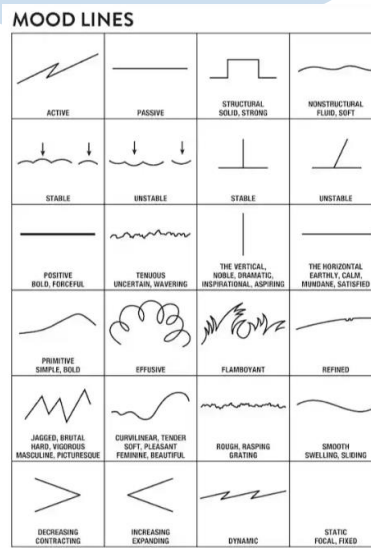 MOOD LINES
ACTIVE
PASSIVE
STRUCTURAL
SOLID, STRONG
NONSTRUCTURAL
FLUID, SOFT
STABLE
UNSTABLE
STABLE
UNSTABLE
POSITIVE
BOLD, FORCEFUL
TENUOUS
UNCERTAIN, WAVERING
THE VERTICAL,
NOBLE, DRAMATIC,
INSPIRATIONAL, ASPIRING
THE HORIZONTAL
EARTHLY, CALM,
MUNDANE, SATISFIED
PRIMITIVE
SIMPLE, BOLD
EFFUSIVE
FLAMBOYANT
REFINED
JAGGED, BRUTAL
HARD, VIGOROUS
MASCULINE, PICTURESQUE
CURVILINEAR, TENDER
SOFT, PLEASANT
FEMININE, BEAUTIFUL
ROUGH, RASPING
GRATING
SMOOTH
SWELLING, SLIDING
DECREASING
CONTRACTING
INCREASING
EXPANDING
DYNAMIC
STATIC
FOCAL, FIXED